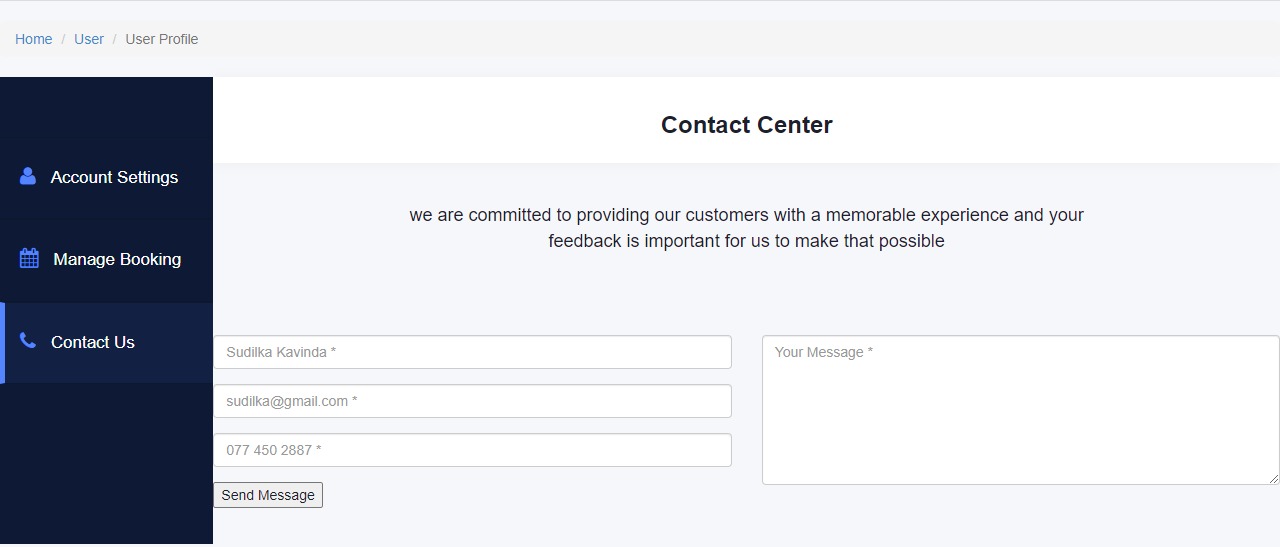 Home / User / User Profile
Contact Center
Account Settings
Manage Booking
Contact Us
we are committed to providing our customers with a memorable experience and your
feedback is important for us to make that possible
Sudilka Kavinda *
sudilka@gmail.com *
077 450 2887 *
Your Message *
Send Message